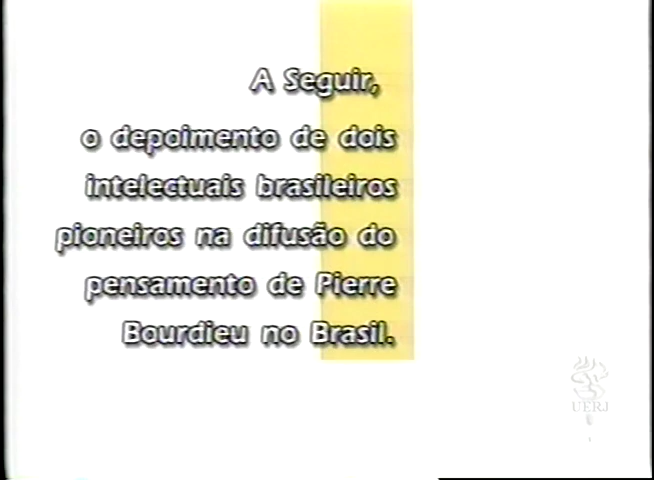 A Seguir,
o depoimento de dois
intelectuais brasileiros
pioneiros na difusão do
pensamento de Pierre
Bourdieu no Brasil.
UERJ